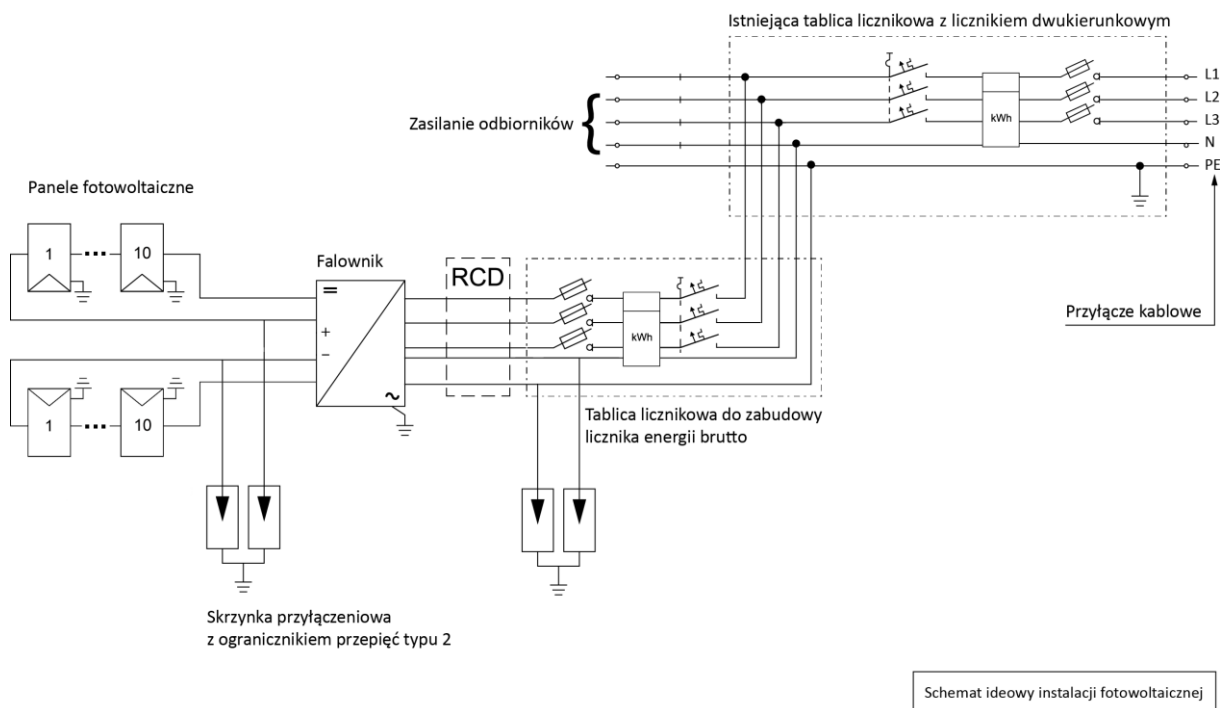 Istniejąca tablica licznikowa z licznikiem dwukierunkowym
L1
L2
L3
N
PE
kWh
Zasilanie odbiorników
Panele fotowoltaiczne
1
10
Falownik
RCD
=
+
−
~
kWh
Przyłącze kablowe
1
10
Tablica licznikowa do zabudowy
licznika energii brutto
Skrzynka przyłączeniowa
z ogranicznikiem przepięć typu 2
Schemat ideowy instalacji fotowoltaicznej